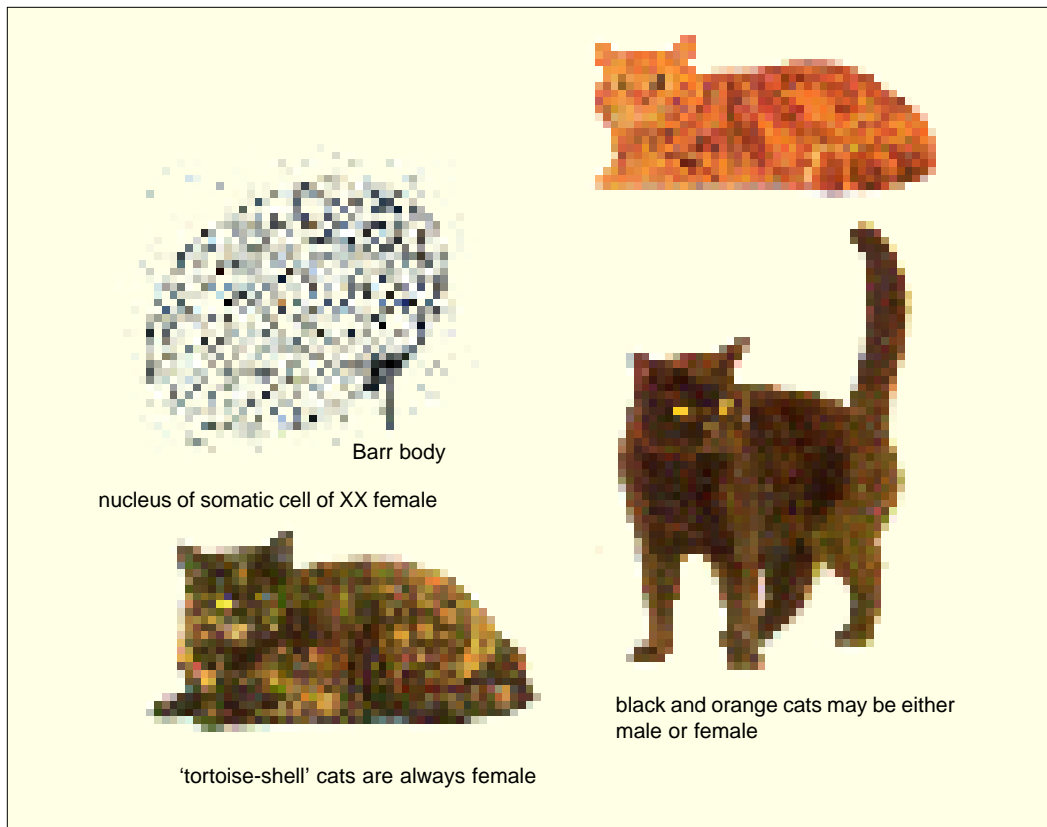 Barr body
nucleus of somatic cell of XX female
black and orange cats may be either
male or female
‘tortoise-shell’ cats are always female